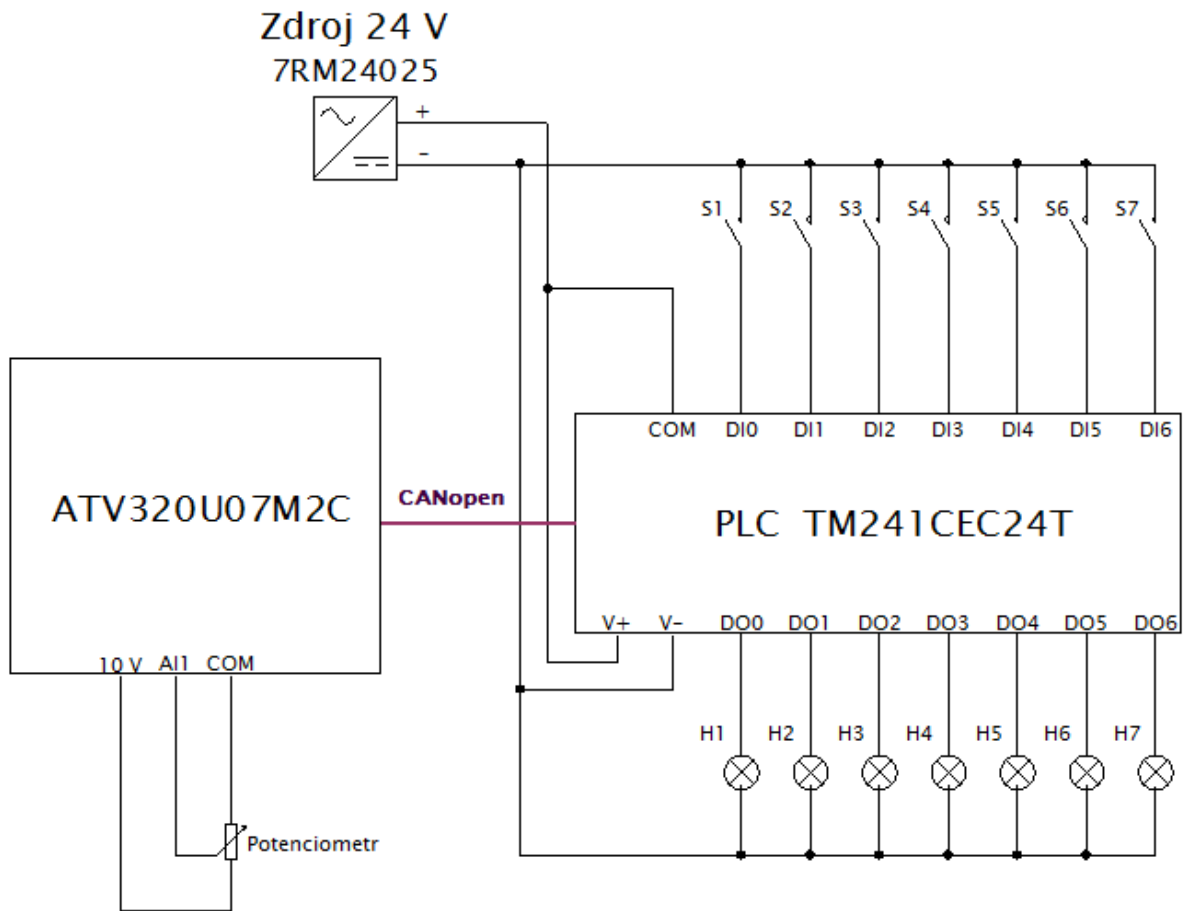 Zdroj 24 V
7RM24025
+
-
S1 S2 S3 S4 S5 S6 S7
COM DI0 DI1 DI2 DI3 DI4 DI5 DI6
ATV320U07M2C
CANopen
PLC TM241CEC24T
V+ V- DO0 DO1 DO2 DO3 DO4 DO5 DO6
10 V AI1 COM
H1 H2 H3 H4 H5 H6 H7
Potenciometr